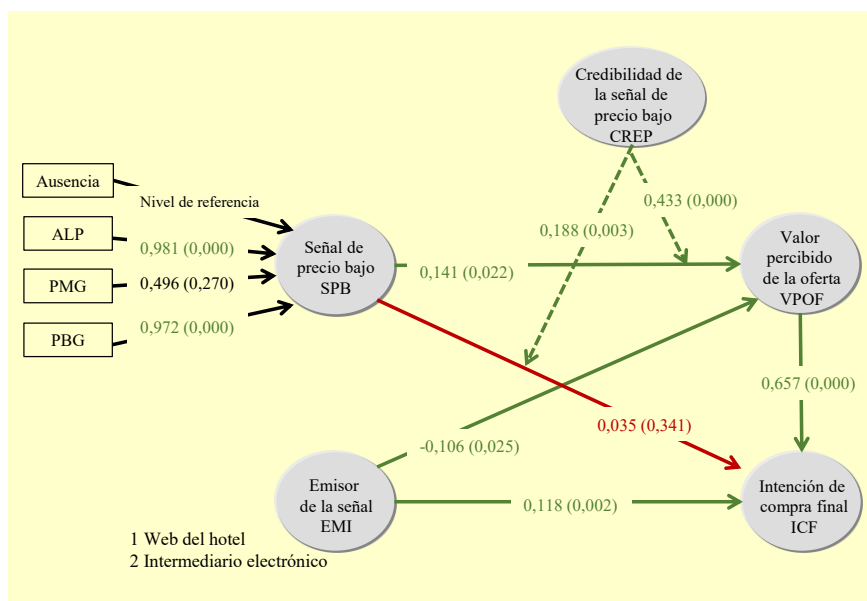 Credibilidad de
la señal de
precio bajo
CREP
Ausencia
Nivel de referencia
0,433 (0,000)
ALP
0,188 (0,003)
0,981 (0,000)
Señal de
precio bajo
SPB
Valor
percibido
de la oferta
VPOF
0,141 (0,022)
PMG
0,496 (0,270)
0,972 (0,000)
PBG
0,657 (0,000)
0,035 (0,341)
-0,106 (0,025)
Emisor
de la señal
EMI
0,118 (0,002)
Intención de
compra final
ICF
1 Web del hotel
2 Intermediario electrónico